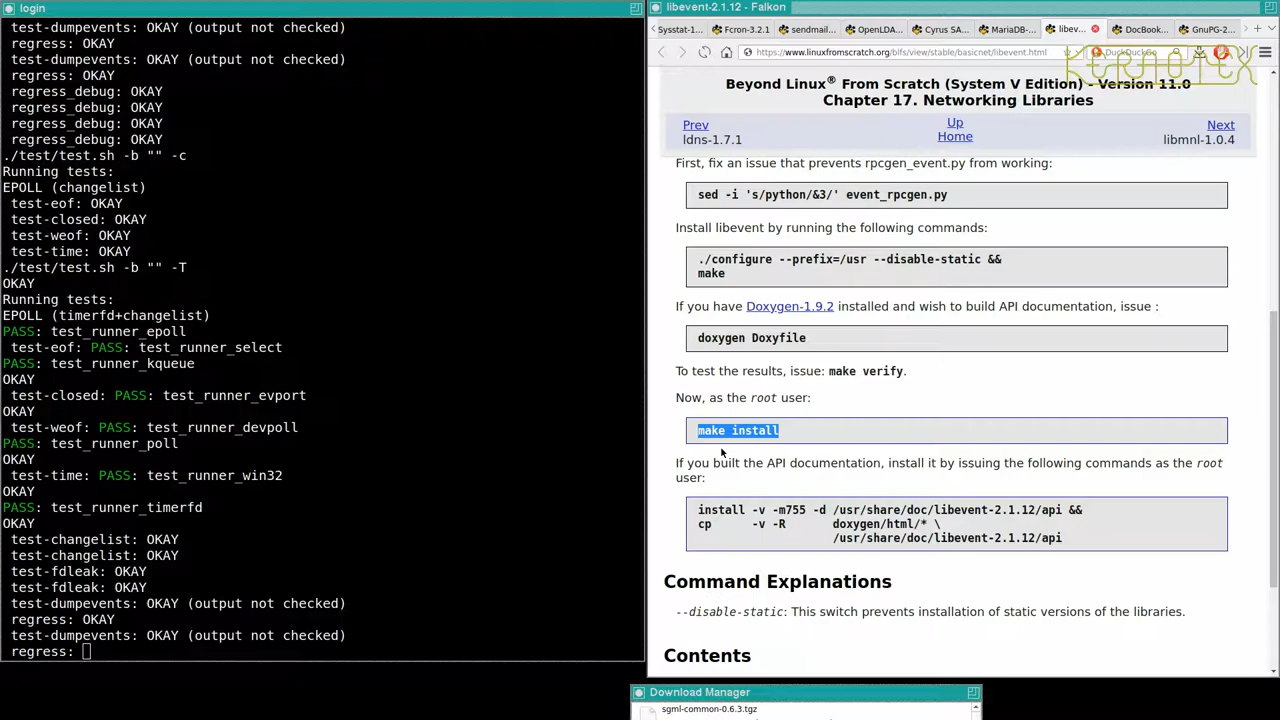 login
test-dumpevents: OKAY (output not checked)
regress: OKAY
test-dumpevents: OKAY (output not checked)
regress: OKAY
regress_debug: OKAY
regress_debug: OKAY
regress_debug: OKAY
regress_debug: OKAY
./test/test.sh -b "" -c
Running tests:
EPOLL (changelist)
test-eof: OKAY
test-closed: OKAY
test-weof: OKAY
test-time: OKAY
./test/test.sh -b "" -T
OKAY
Running tests:
EPOLL (timerfd+changelist)
PASS: test_runner_epoll
test-eof: PASS: test_runner_select
PASS: test_runner_kqueue
OKAY
test-closed: PASS: test_runner_evport
OKAY
test-weof: PASS: test_runner_devpoll
PASS: test_runner_poll
OKAY
test-time: PASS: test_runner_win32
OKAY
PASS: test_runner_timerfd
OKAY
test-changelist: OKAY
test-changelist: OKAY
test-fdleak: OKAY
test-fdleak: OKAY
test-dumpevents: OKAY (output not checked)
regress: OKAY
test-dumpevents: OKAY (output not checked)
regress:
libevent-2.1.12 - Falkon
Sysstat-1... Fcron-3.2.1 sendmail... OpenLDA... Cyrus SA... MariaDB-... libev... DocBook... GnuPG-2...
https://www.linuxfromscratch.org/blfs/view/stable/basicnet/libevent.html DuckDuckGo
KERNOTEX
Beyond Linux® From Scratch (System V Edition) - Version 11.0
Chapter 17. Networking Libraries
Prev Up Next
ldns-1.7.1 Home libmnl-1.0.4
First, fix an issue that prevents rpcgen_event.py from working:
sed -i 's/python/&3/' event_rpcgen.py
Install libevent by running the following commands:
./configure --prefix=/usr --disable-static &&
make
If you have Doxygen-1.9.2 installed and wish to build API documentation, issue :
doxygen Doxyfile
To test the results, issue: make verify.
Now, as the root user:
make install
If you built the API documentation, install it by issuing the following commands as the root
user:
install -v -m755 -d /usr/share/doc/libevent-2.1.12/api &&
cp -v -R doxygen/html/* \
/usr/share/doc/libevent-2.1.12/api
Command Explanations
--disable-static: This switch prevents installation of static versions of the libraries.
Contents
Download Manager
sgml-common-0.6.3.tgz